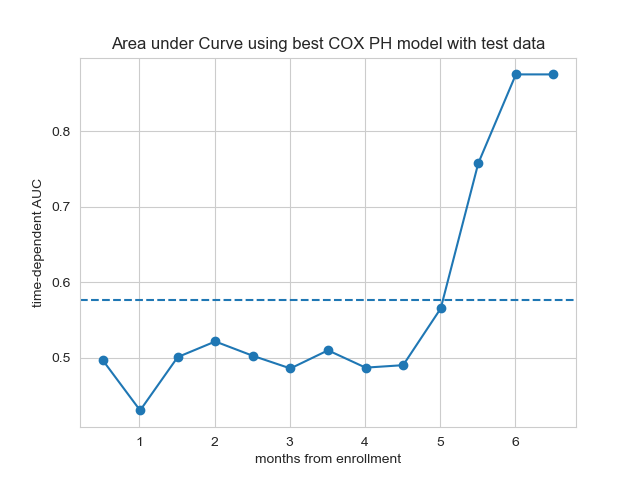 Area under Curve using best COX PH model with test data
time-dependent AUC
0.8
0.7
0.6
0.5
1 2 3 4 5 6
months from enrollment